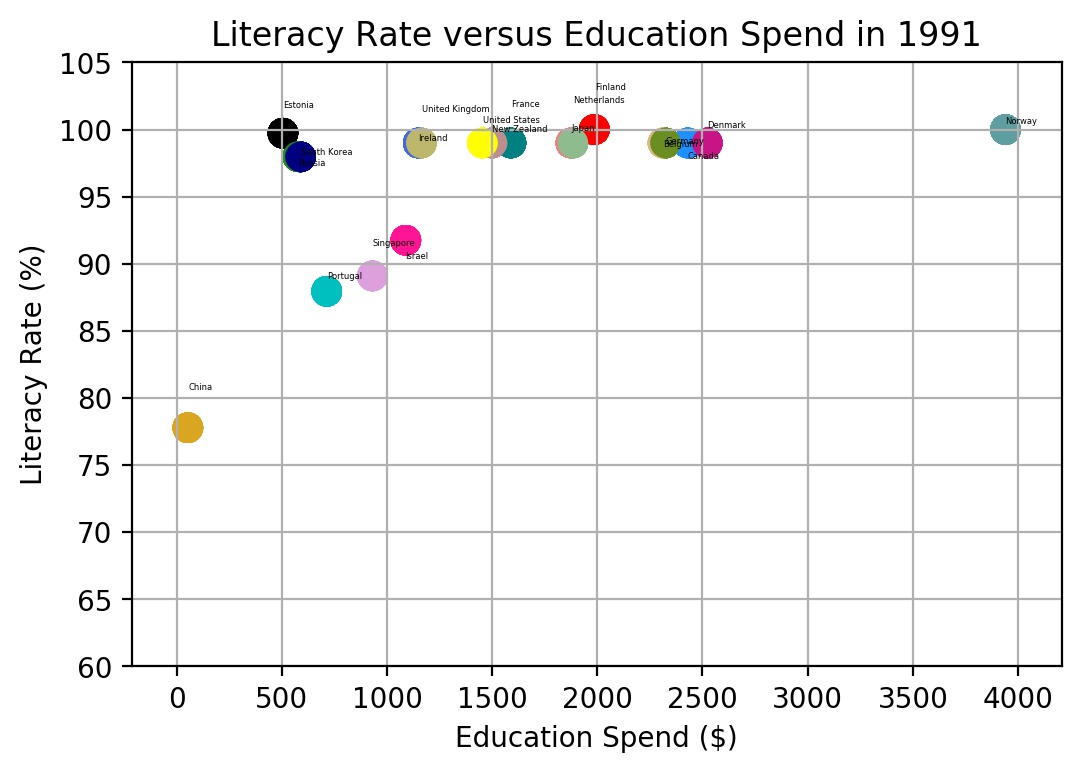 Literacy Rate versus Education Spend in 1991
Literacy Rate (%)
105
100
95
90
85
80
75
70
65
60
Finland
Netherlands
France
Estonia
United Kingdom
United States
New Zealand
Japan
Ireland
Denmark
Norway
Germany
Belgium
Canada
South Korea
Russia
Singapore
Israel
Portugal
China
0 500 1000 1500 2000 2500 3000 3500 4000
Education Spend ($)